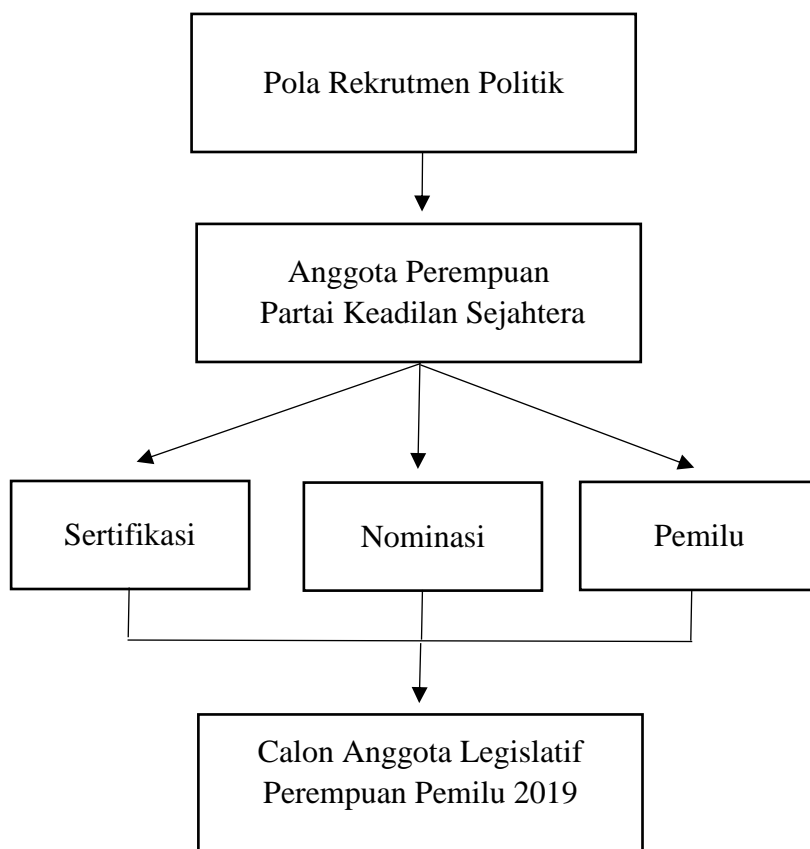 Pola Rekrutmen Politik
Anggota Perempuan
Partai Keadilan Sejahtera
Sertifikasi
Nominasi
Pemilu
Calon Anggota Legislatif
Perempuan Pemilu 2019